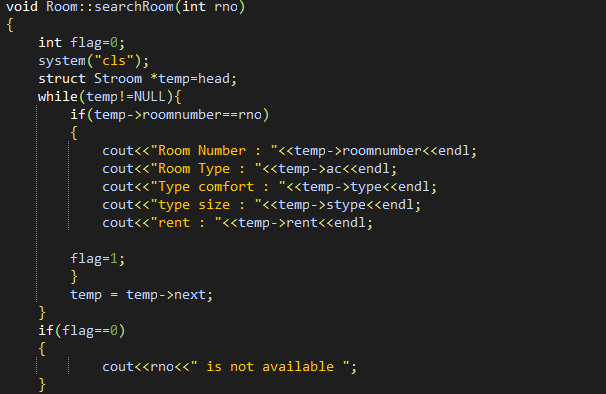 void Room::searchRoom(int rno)
{
int flag=0;
system("cls");
struct Stroom *temp=head;
while(temp!=NULL){
if(temp->roomnumber==rno)
{
cout<<"Room Number : "<<temp->roomnumber<<endl;
cout<<"Room Type : "<<temp->ac<<endl;
cout<<"Type comfort : "<<temp->type<<endl;
cout<<"type size : "<<temp->stype<<endl;
cout<<"rent : "<<temp->rent<<endl;
flag=1;
}
temp = temp->next;
}
if(flag==0)
{
cout<<rno<<" is not available ";
}